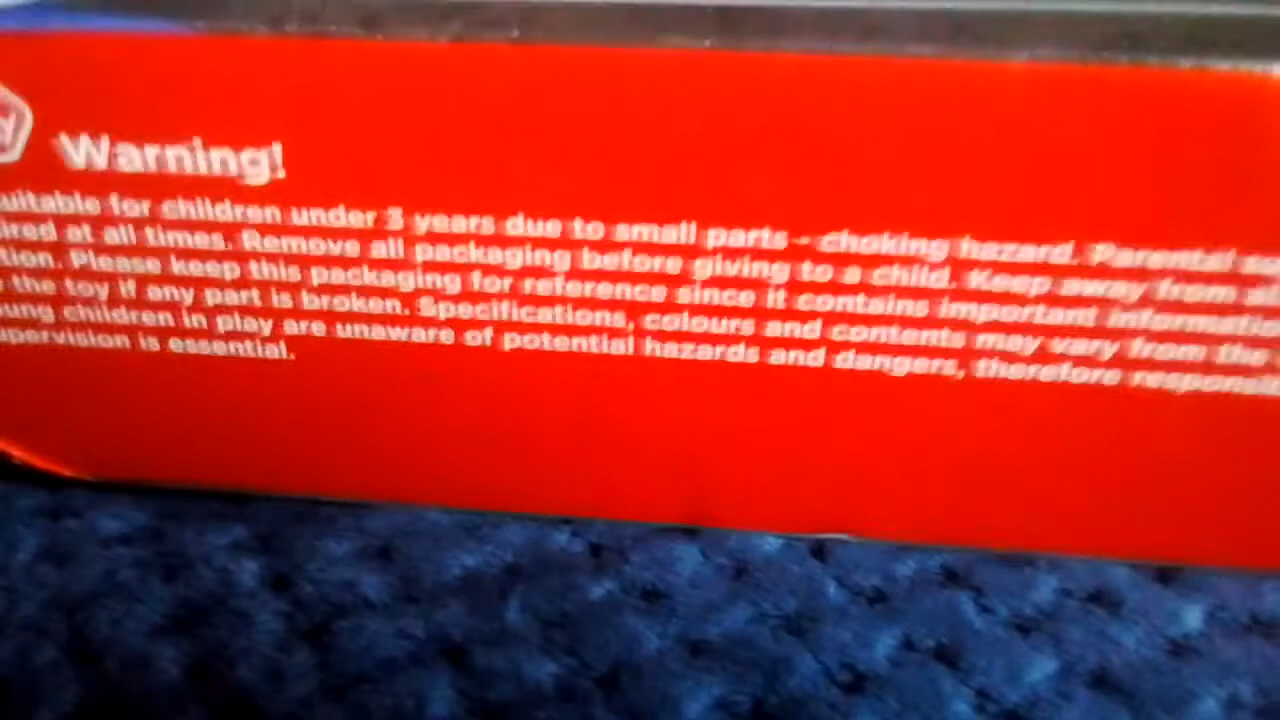 Warning!
uitable for children under 3 years due to small parts - choking hazard. Parental
ired at all times. Remove all packaging before giving to a child. Keep away from
tion. Please keep this packaging for reference since it contains important informatio
the toy if any part is broken. Specifications, colours and contents may vary from the
ung children in play are unaware of potential hazards and dangers, therefore responsi
pervision is essential.